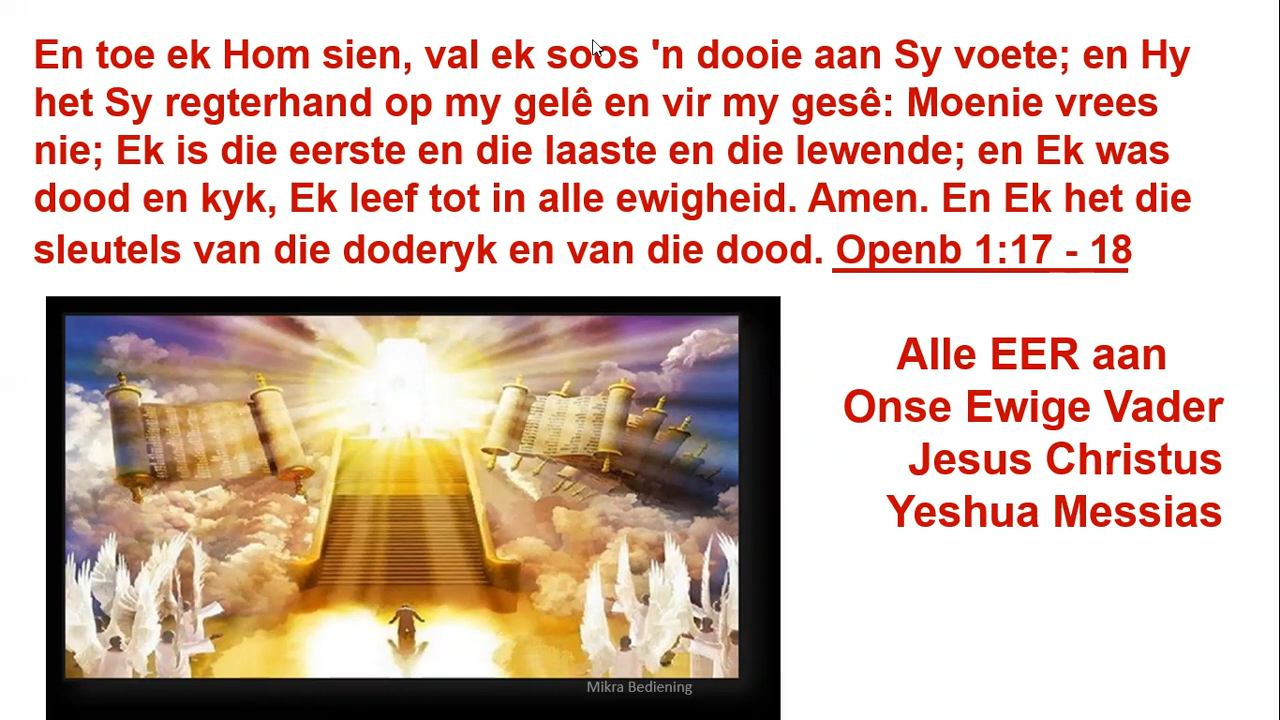 En toe ek Hom sien, val ek soos 'n dooie aan Sy voete; en Hy
het Sy regterhand op my gelê en vir my gesê: Moenie vrees
nie; Ek is die eerste en die laaste en die lewende; en Ek was
dood en kyk, Ek leef tot in alle ewigheid. Amen. En Ek het die
sleutels van die doderyk en van die dood. Openb 1:17 - 18
Alle EER aan
Onse Ewige Vader
Jesus Christus
Yeshua Messias
Mikra Bediening